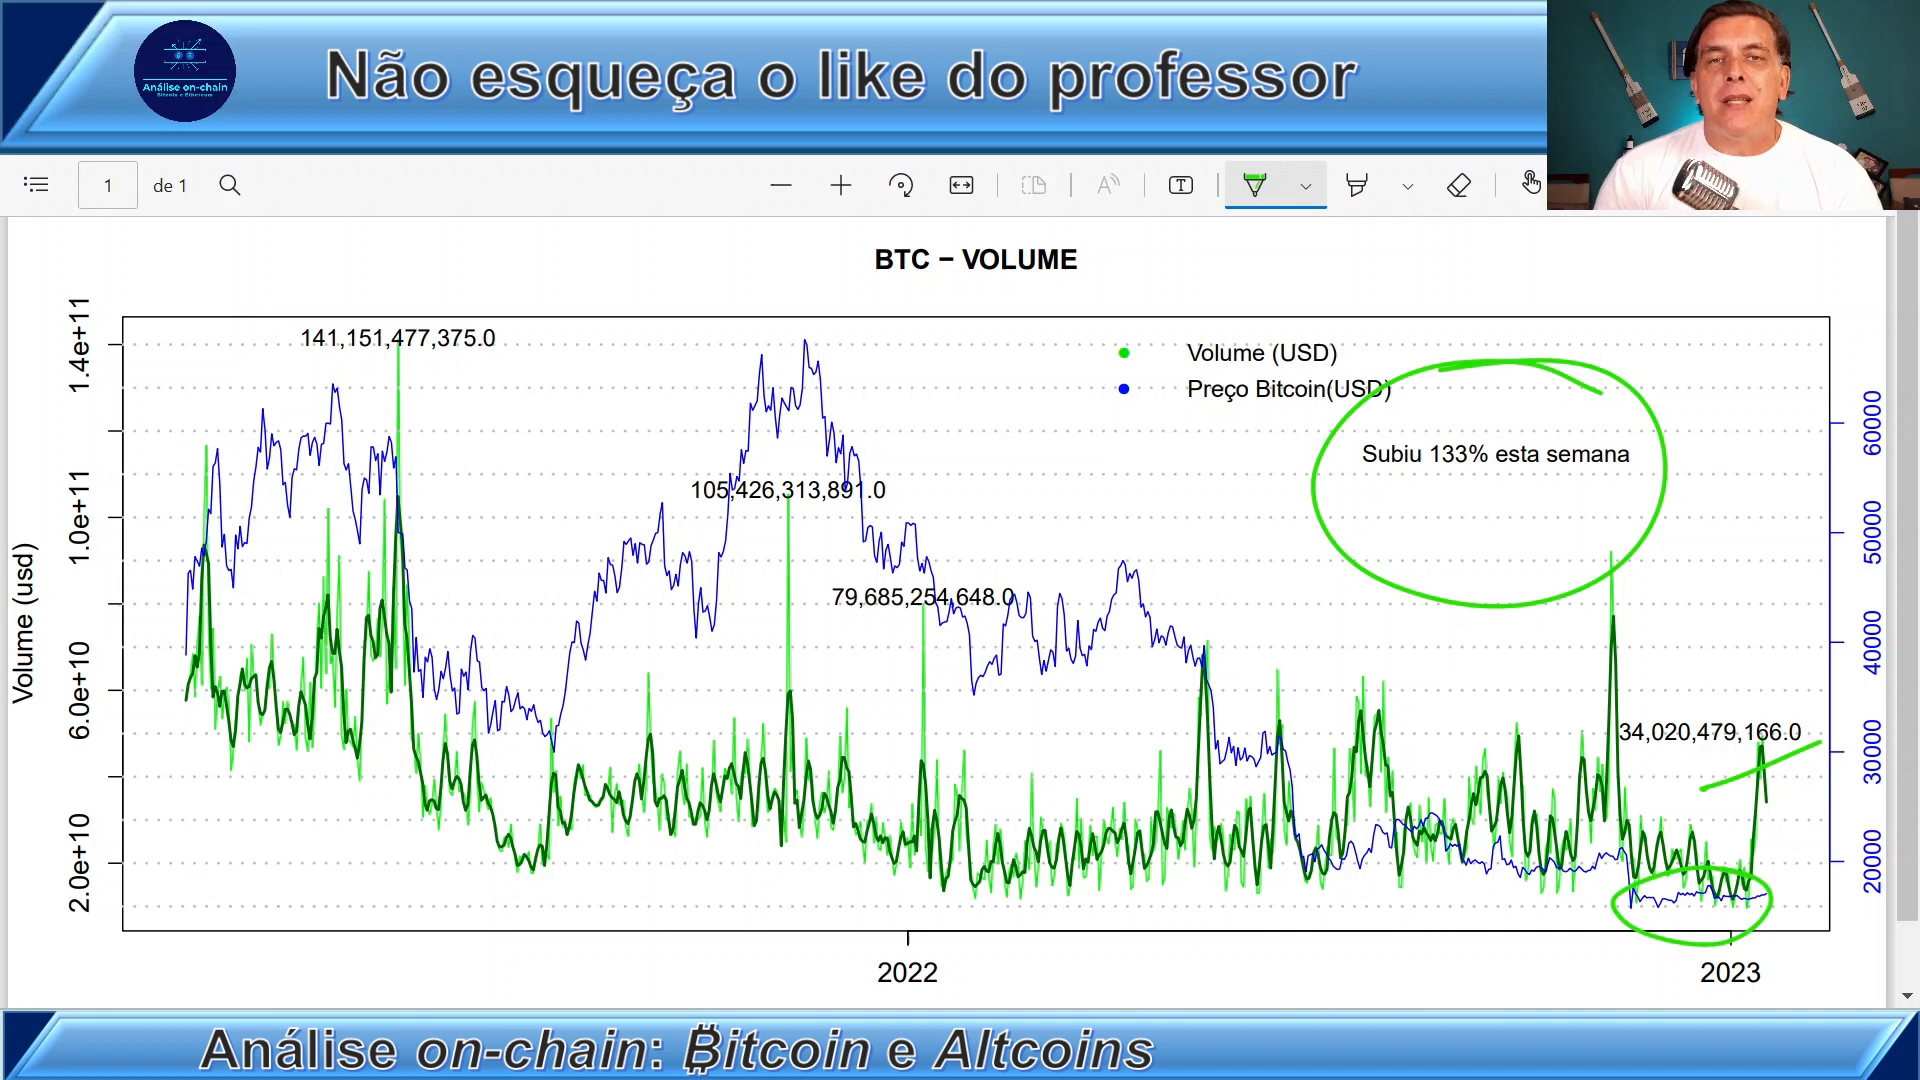 Não esqueça o like do professor
Análise on-chain
Bitcoin e Ethereum
1 de 1
BTC − VOLUME
141,151,477,375.0
Volume (USD)
Preço Bitcoin(USD)
Subiu 133% esta semana
105,426,313,891.0
79,685,254,648.0
34,020,479,166.0
Volume (usd)
1.4e+11
1.0e+11
6.0e+10
2.0e+10
60000
50000
40000
30000
20000
2022
2023
Análise on-chain: ₿itcoin e Altcoins